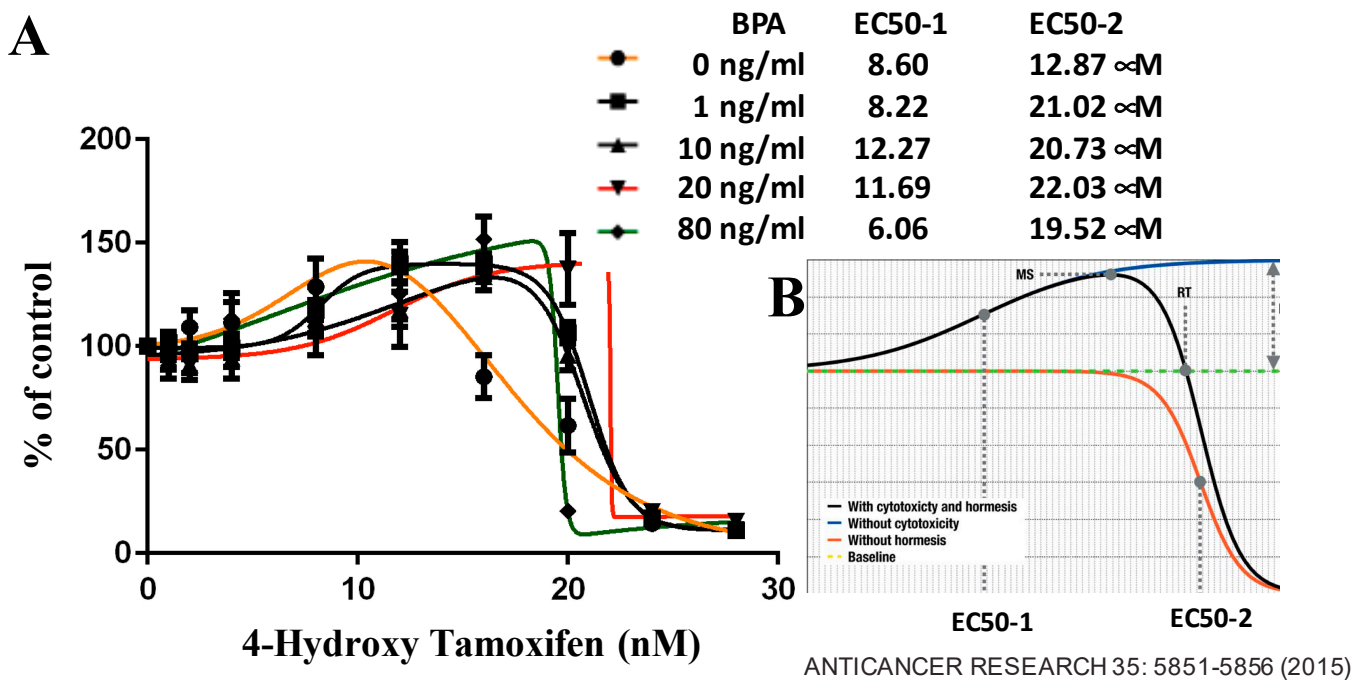 A
BPA EC50-1 EC50-2
0 ng/ml 8.60 12.87 ∝M
1 ng/ml 8.22 21.02 ∝M
10 ng/ml 12.27 20.73 ∝M
20 ng/ml 11.69 22.03 ∝M
80 ng/ml 6.06 19.52 ∝M
200
150
100
50
0
0 10 20 30
% of control
4-Hydroxy Tamoxifen (nM)
B
MS
RT
With cytotoxicty and hormesis
Without cytotoxicity
Without hormesis
Baseline
EC50-1 EC50-2
ANTICANCER RESEARCH 35: 5851-5856 (2015)